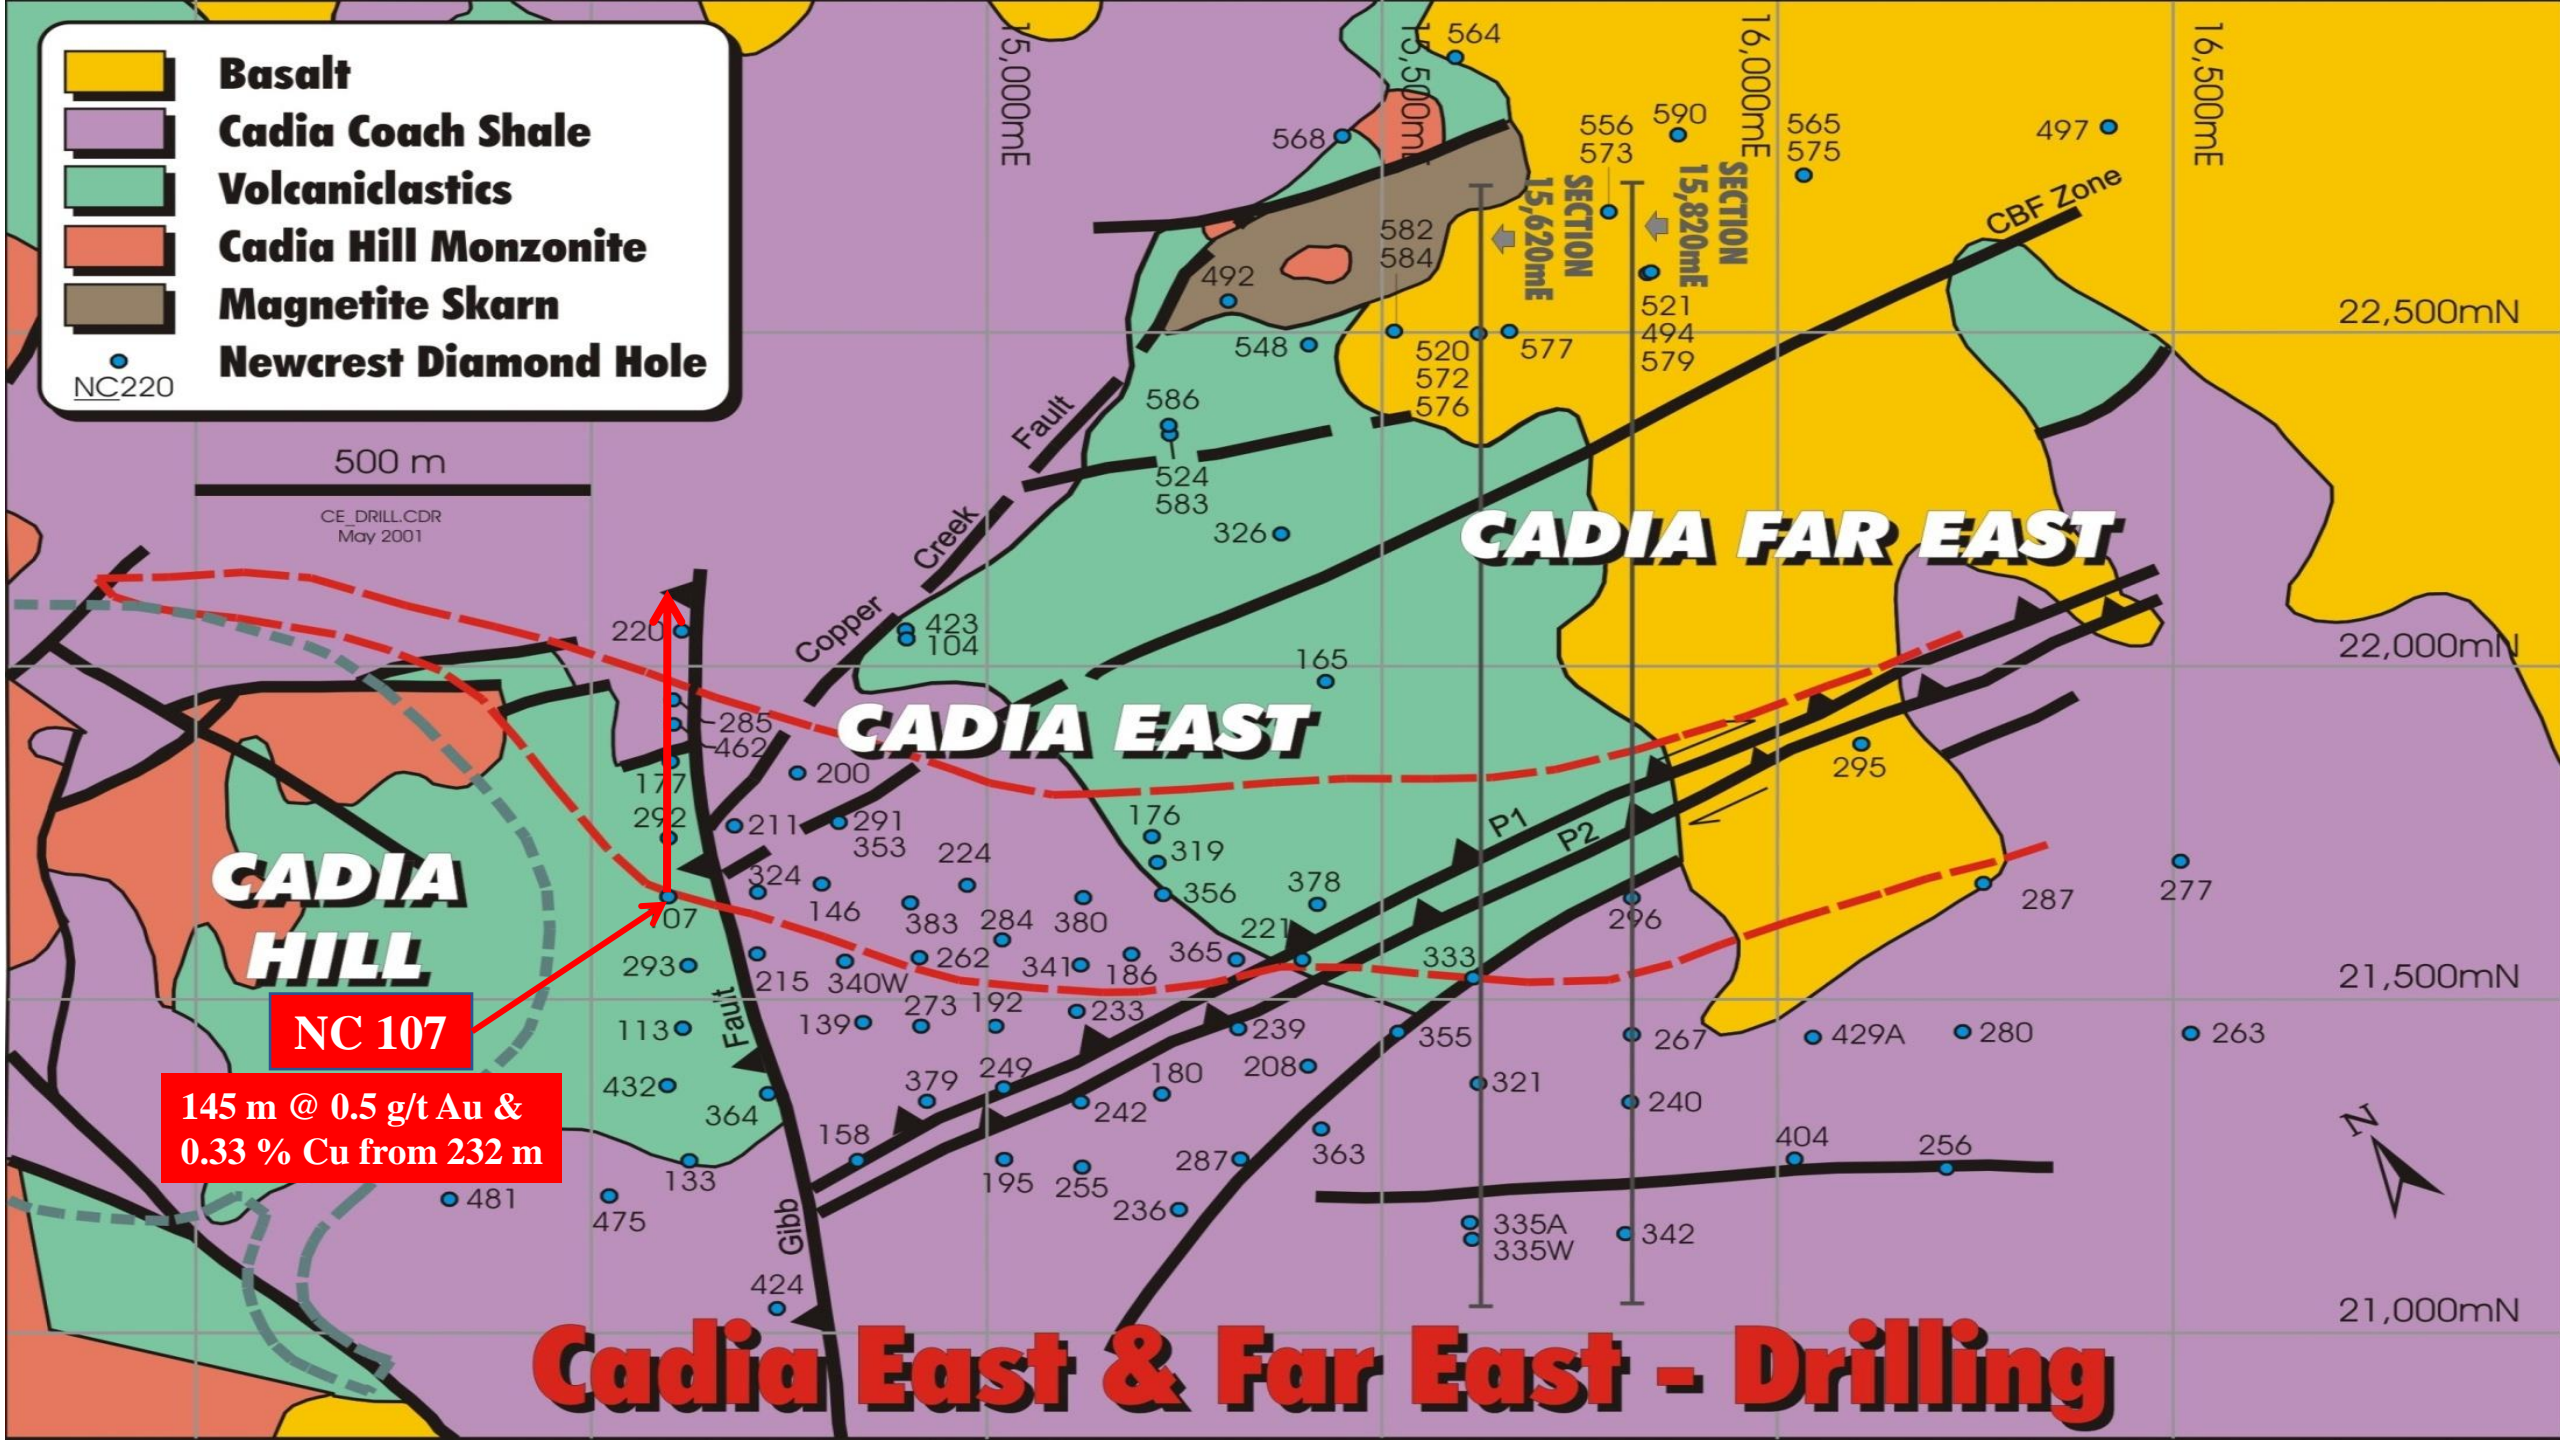 Basalt
Cadia Coach Shale
Volcaniclastics
Cadia Hill Monzonite
Magnetite Skarn
Newcrest Diamond Hole
NC220
500 m
CE_DRILL.CDR
May 2001
15,000mE
15,500mE
16,000mE
16,500mE
22,500mN
22,000mN
21,500mN
21,000mN
564
568
556
573
590
565
575
497
CBF Zone
SECTION
15,620mE
SECTION
15,820mE
582
584
492
548
520
572
576
577
521
494
579
586
524
583
326
Copper Creek Fault
CADIA FAR EAST
423
104
220
165
CADIA EAST
285
462
177
200
295
292
211
291
353
224
176
319
356
P1
P2
324
146
383
284
380
378
221
296
287
277
CADIA
HILL
07
293
215
340W
262
341
186
365
333
NC 107
113
139
273
192
233
239
355
267
429A
280
263
Gibb Fault
145 m @ 0.5 g/t Au &
0.33 % Cu from 232 m
432
364
379
249
242
180
208
321
240
158
133
481
475
195
255
287
236
363
404
256
335A
335W
342
424
N
Cadia East & Far East - Drilling